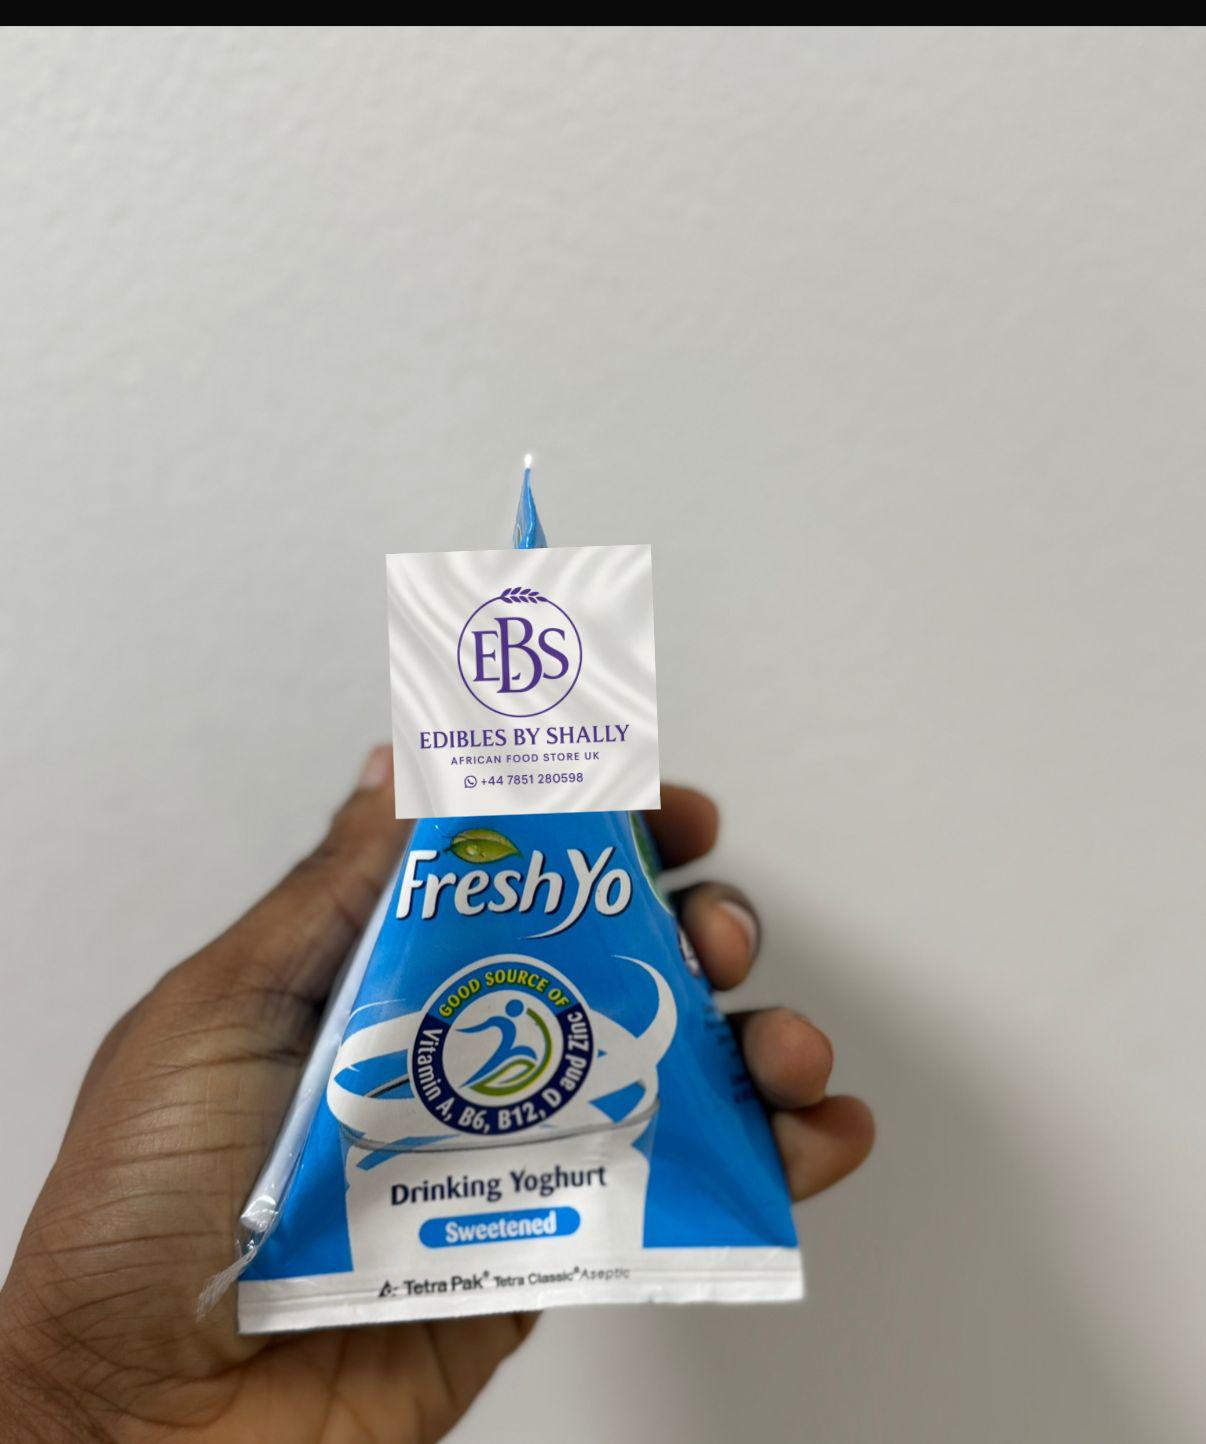 EBS
EDIBLES BY SHALLY
AFRICAN FOOD STORE UK
+44 7851 280598
FreshYo
GOOD SOURCE OF
Vitamin A, B6, B12, D and Zinc
Drinking Yoghurt
Sweetened
Tetra Pak® Tetra Classic® Aseptic